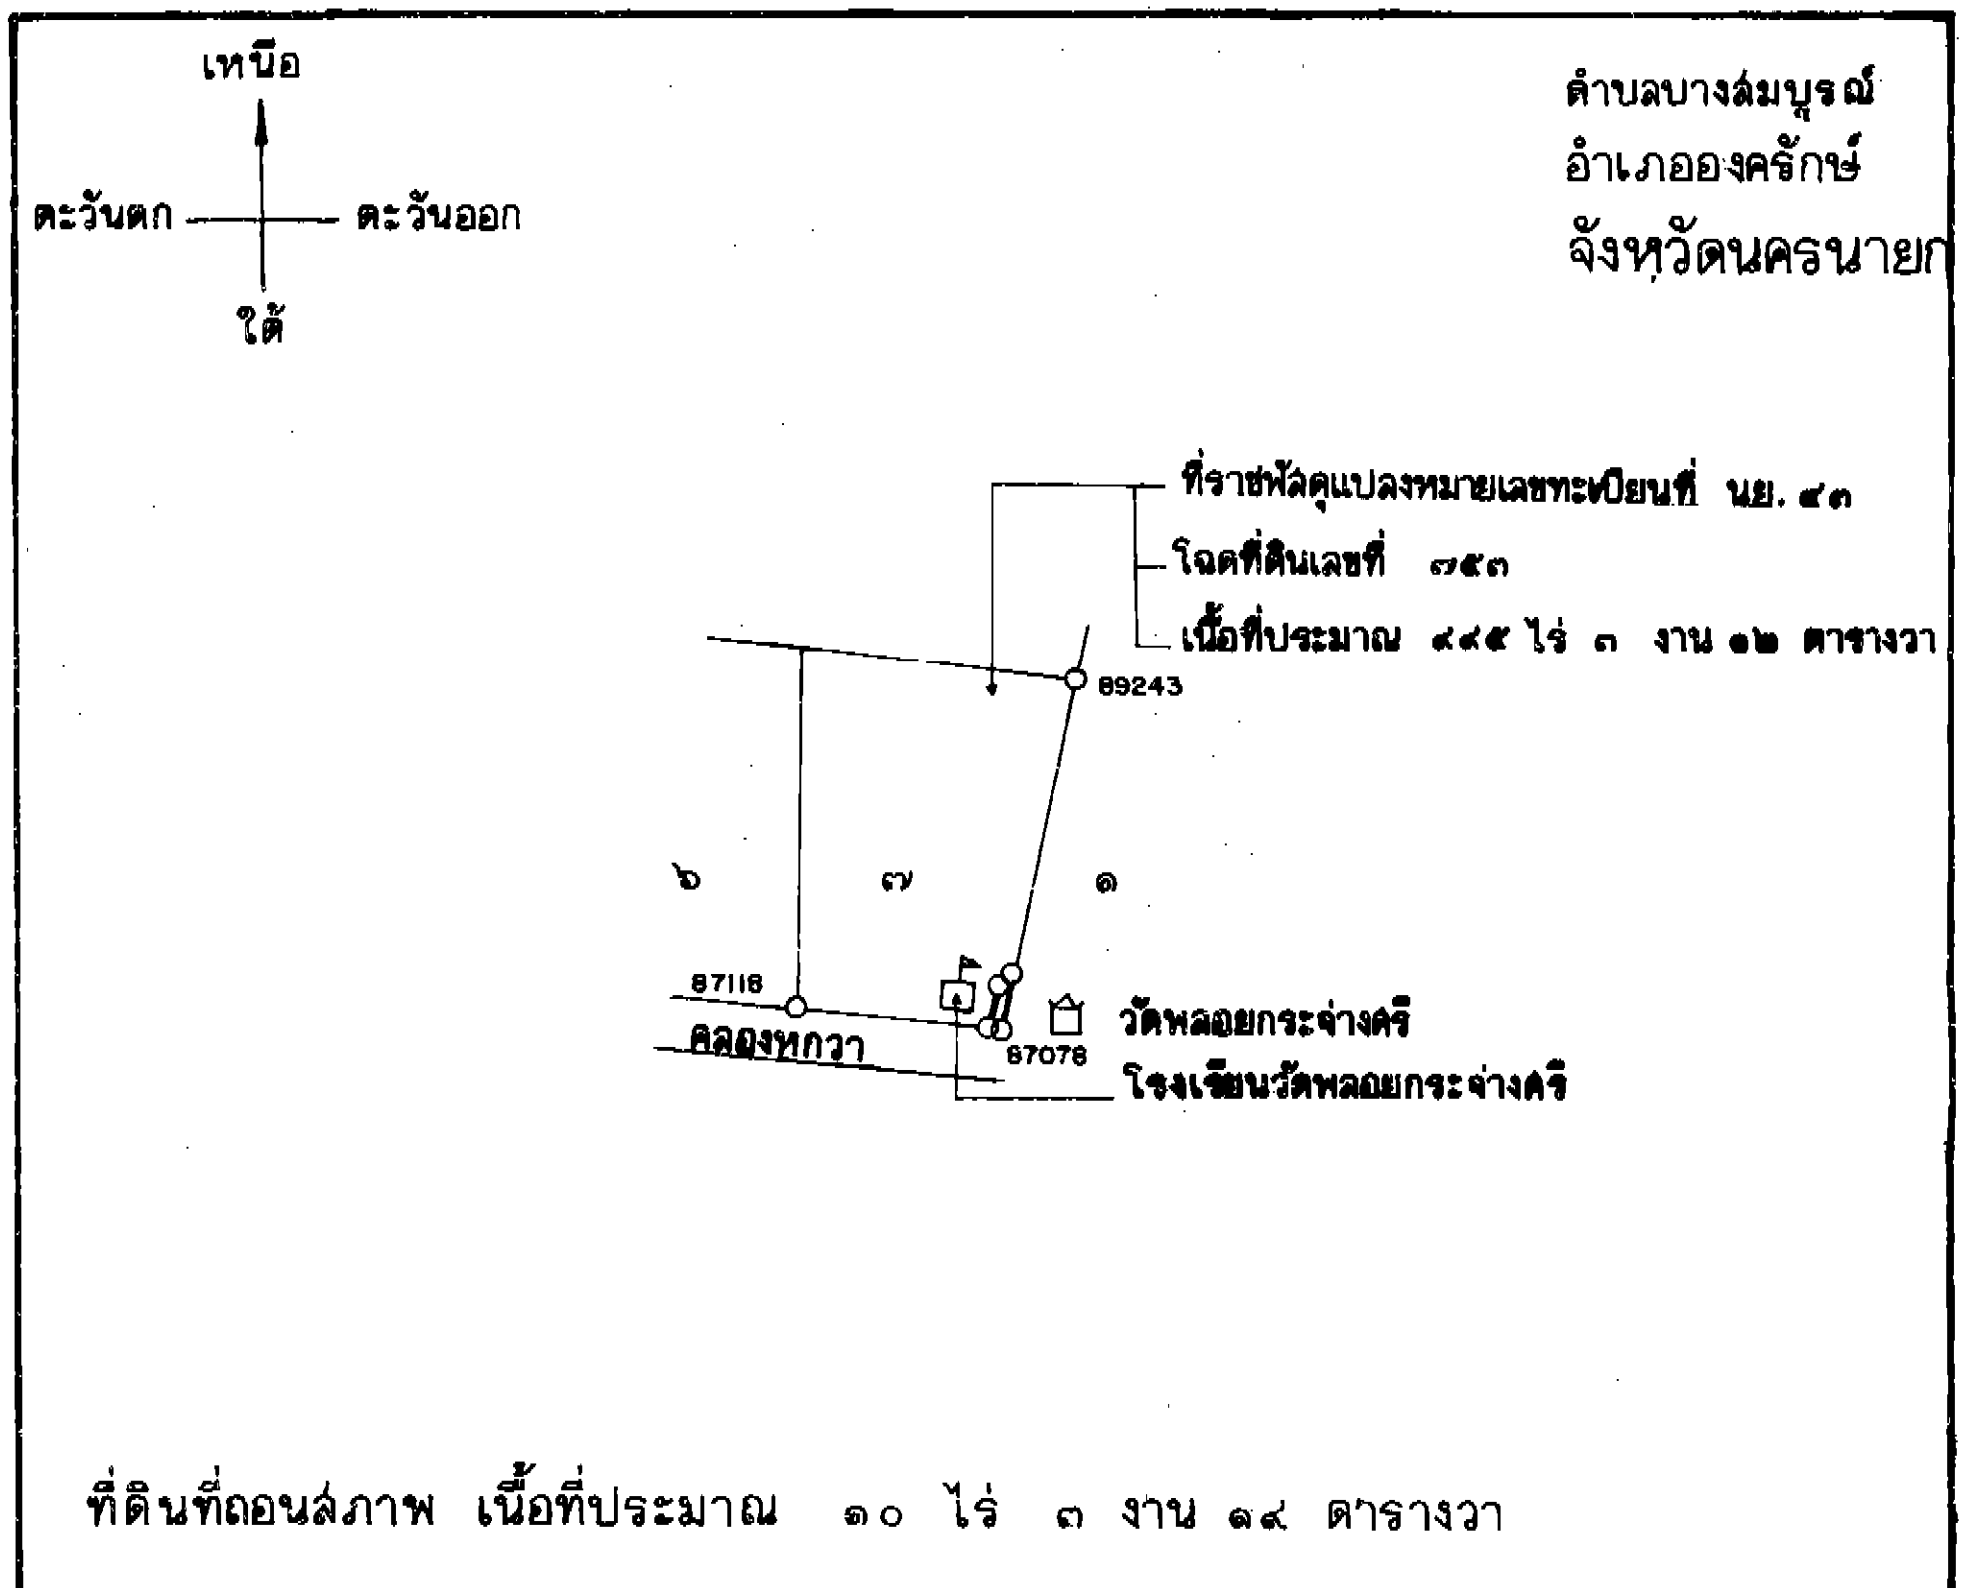 เหนือ
ตะวันตก ตะวันออก
ใต้
ตำบลบางสมบูรณ์
อำเภอองครักษ์
จังหวัดนครนายก
ที่ราชพัสดุแปลงหมายเลขทะเบียนที่ นย. ๔๓
โฉดที่ดินเลขที่ ๗๕๓
เนื้อที่ประมาณ ๔๔๕ ไร่ ๓ งาน ๑๒ ตารางวา
89243
๖ ๗ ๑
87118
คลองหกวา
87078
วัดพลอยกระจ่างศรี
โรงเรียนวัดพลอยกระจ่างศรี
ที่ดินที่ถอนสภาพ เนื้อที่ประมาณ ๑๐ ไร่ ๓ งาน ๑๔ ตารางวา